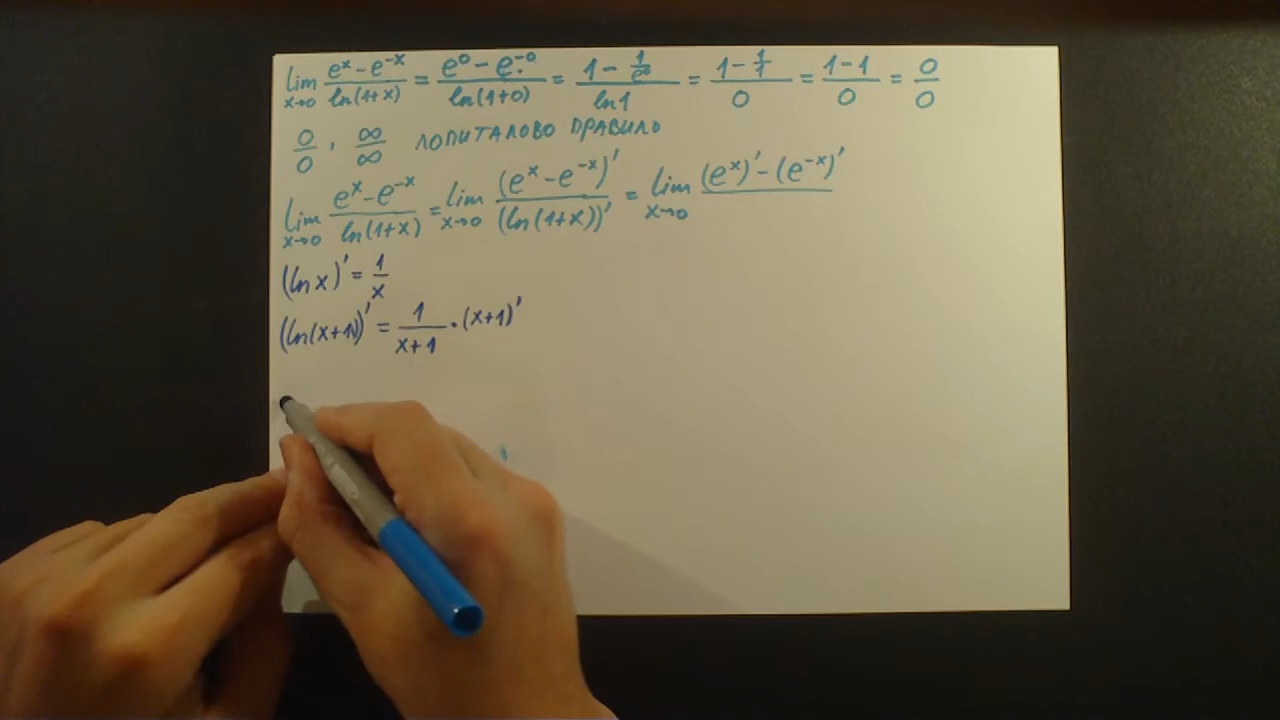 lim x→0 (e^x − e^−x)/(ln(1+x)) = (e^0 − e^−0)/(ln(1+0)) = (1 − 1/e^0)/(ln1) = (1 − 1/1)/0 = (1−1)/0 = 0/0
0/0 , ∞/∞ ЛОПИТАЛОВО ПРАВИЛО
lim x→0 (e^x − e^−x)/(ln(1+x)) = lim x→0 (e^x − e^−x)'/(ln(1+x))' = lim x→0 (e^x)' − (e^−x)'
(ln x)' = 1/x
(ln(x+1))' = 1/(x+1) · (x+1)'